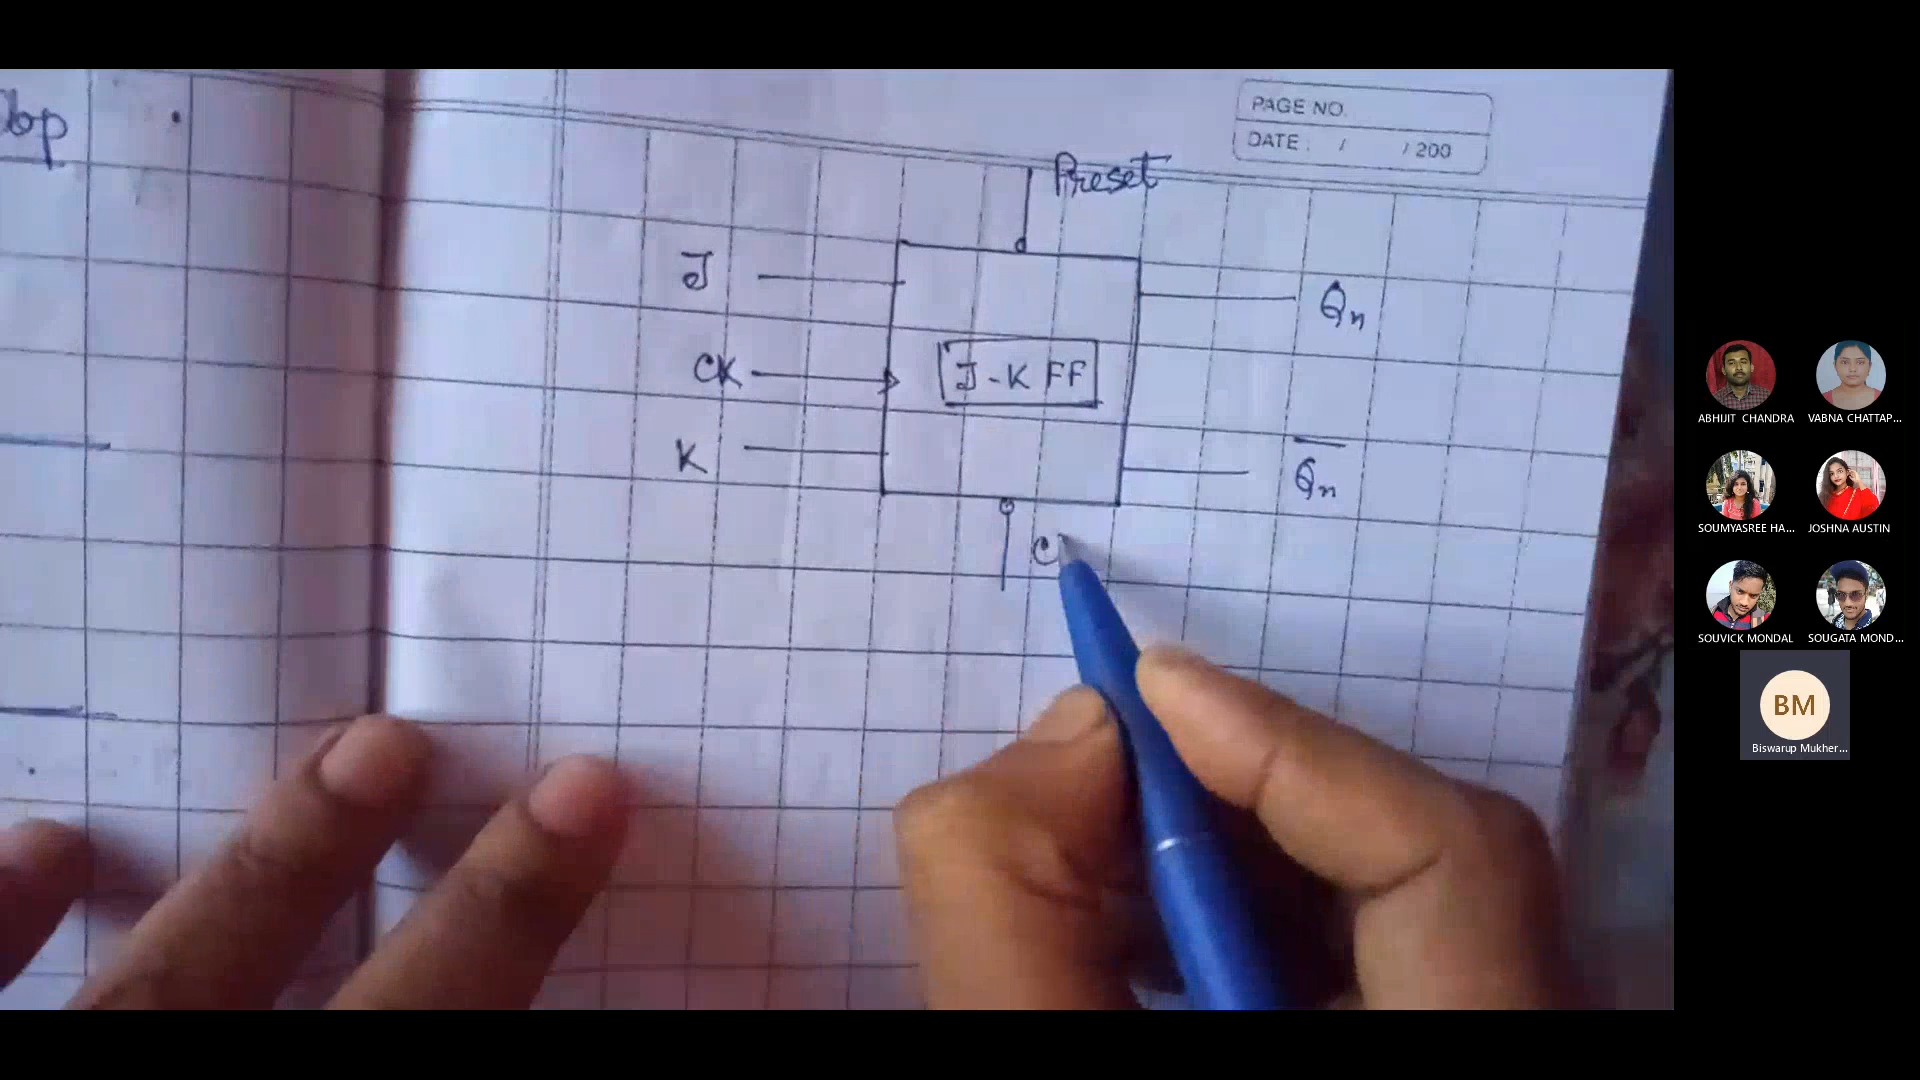 PAGE NO.
DATE : / / 200
Preset
J
Qn
CK
J-K FF
K
Q̅n
C
ABHIJIT CHANDRA
VABNA CHATTAP...
SOUMYASREE HA...
JOSHNA AUSTIN
SOUVICK MONDAL
SOUGATA MOND...
BM
Biswarup Mukher...